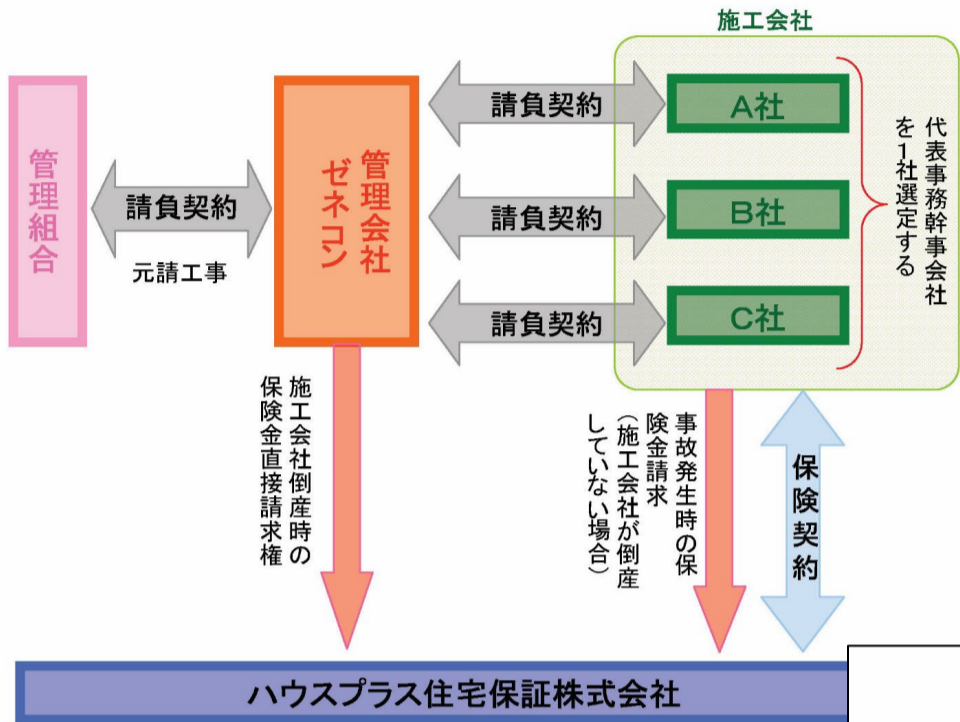 施工会社
管理組合
請負契約
元請工事
管理会社
ゼネコン
請負契約
請負契約
請負契約
A社
B社
C社
代表事務幹事会社
を1社選定する
施工会社倒産時の
保険金直接請求権
事故発生時の保
険金請求
(施工会社が倒産
していない場合)
保険契約
ハウスプラス住宅保証株式会社